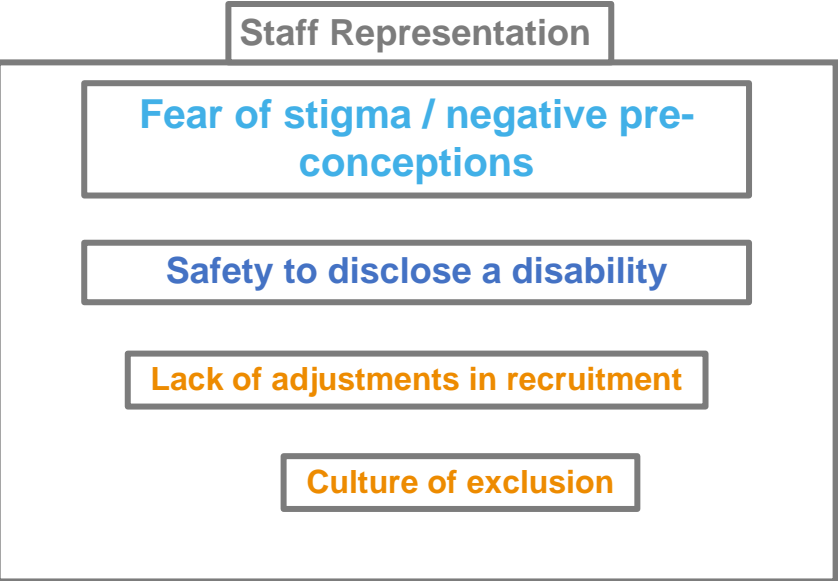 Staff Representation
Fear of stigma / negative pre-
conceptions
Safety to disclose a disability
Lack of adjustments in recruitment
Culture of exclusion